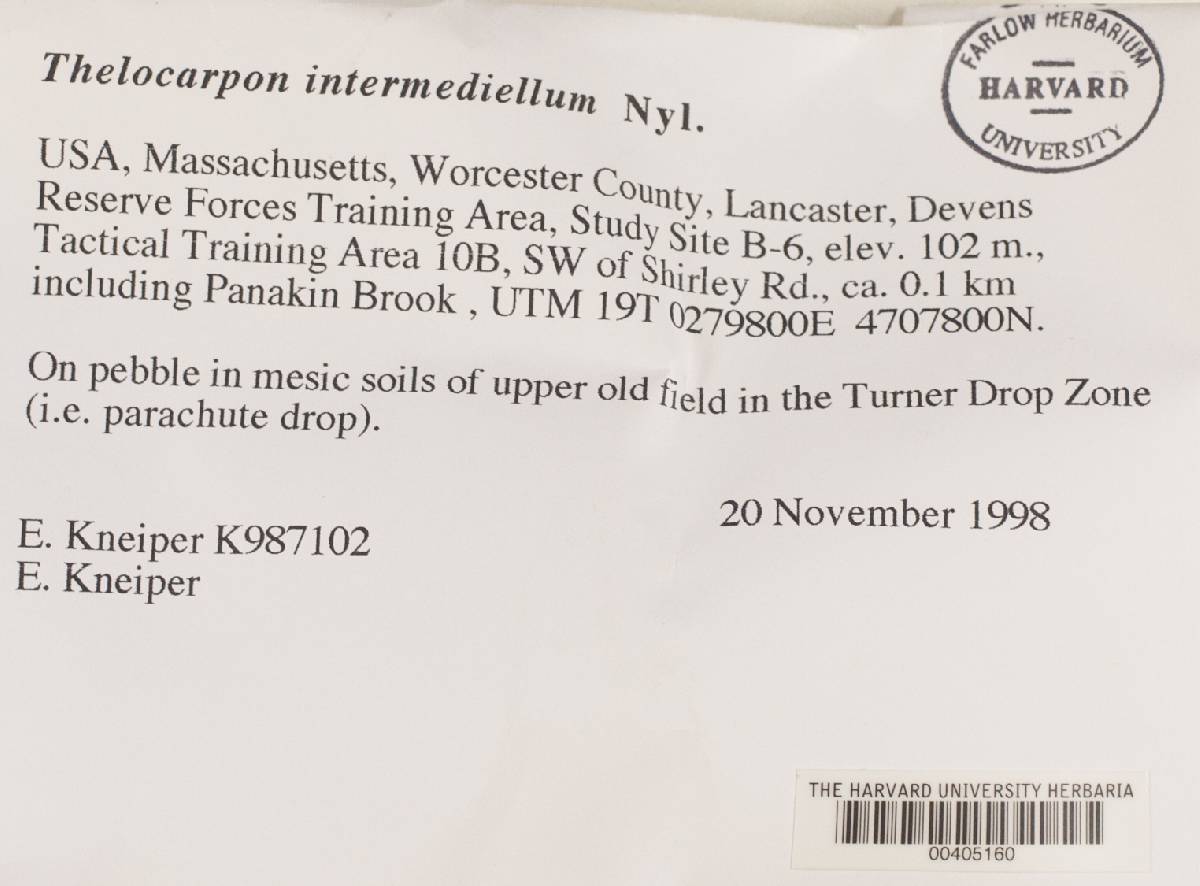 Thelocarpon intermediellum Nyl.
FARLOW HERBARIUM
HARVARD
UNIVERSITY
USA, Massachusetts, Worcester County, Lancaster, Devens
Reserve Forces Training Area, Study Site B-6, elev. 102 m.,
Tactical Training Area 10B, SW of Shirley Rd., ca. 0.1 km
including Panakin Brook , UTM 19T 0279800E 4707800N.
On pebble in mesic soils of upper old field in the Turner Drop Zone
(i.e. parachute drop).
20 November 1998
E. Kneiper K987102
E. Kneiper
THE HARVARD UNIVERSITY HERBARIA
00405160